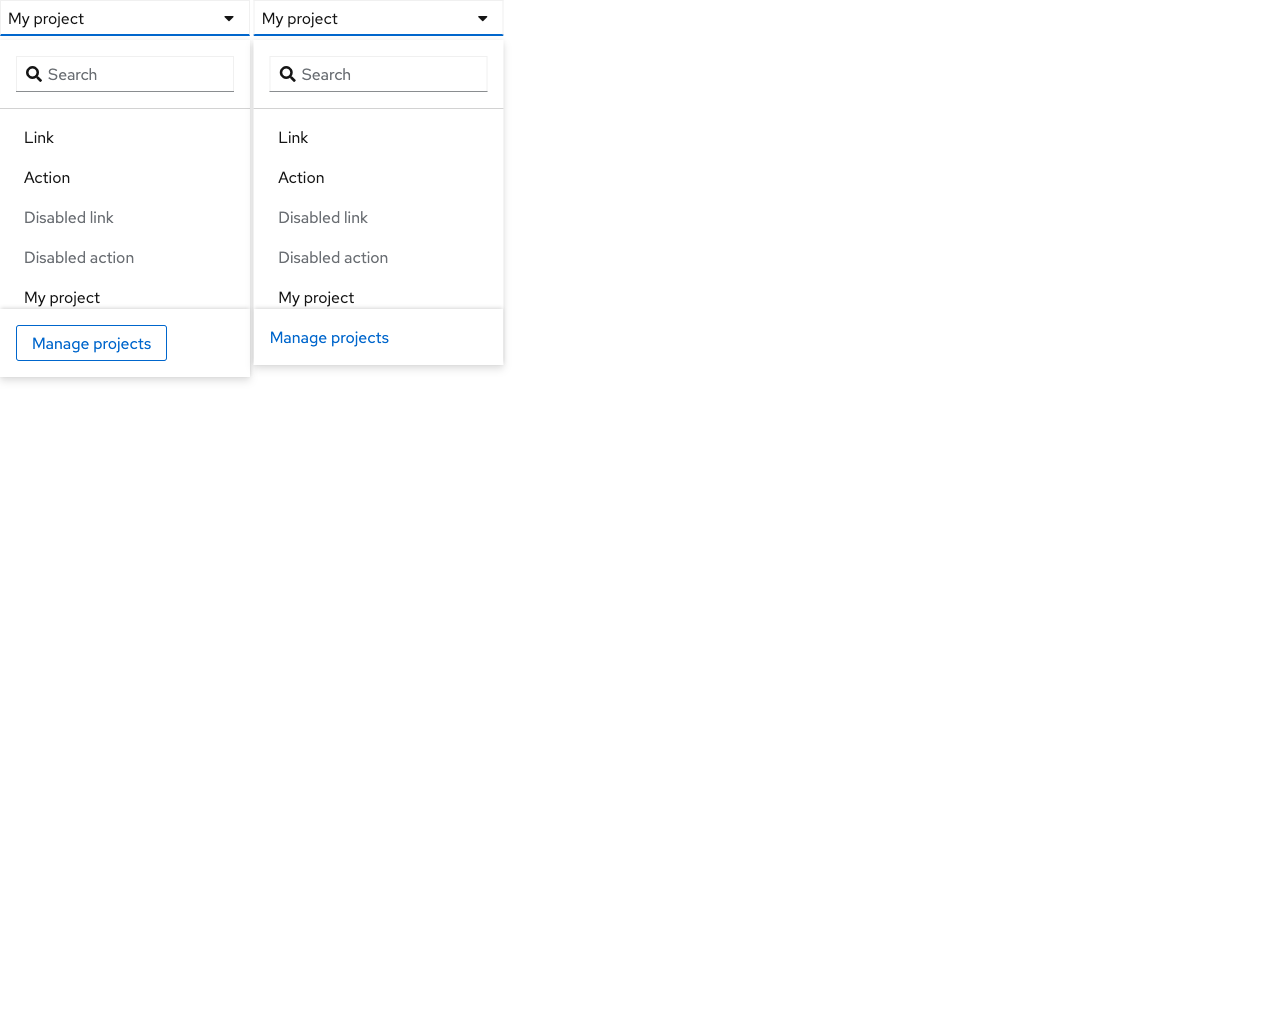 My project
Search
Link
Action
Disabled link
Disabled action
My project
Manage projects
My project
Search
Link
Action
Disabled link
Disabled action
My project
Manage projects